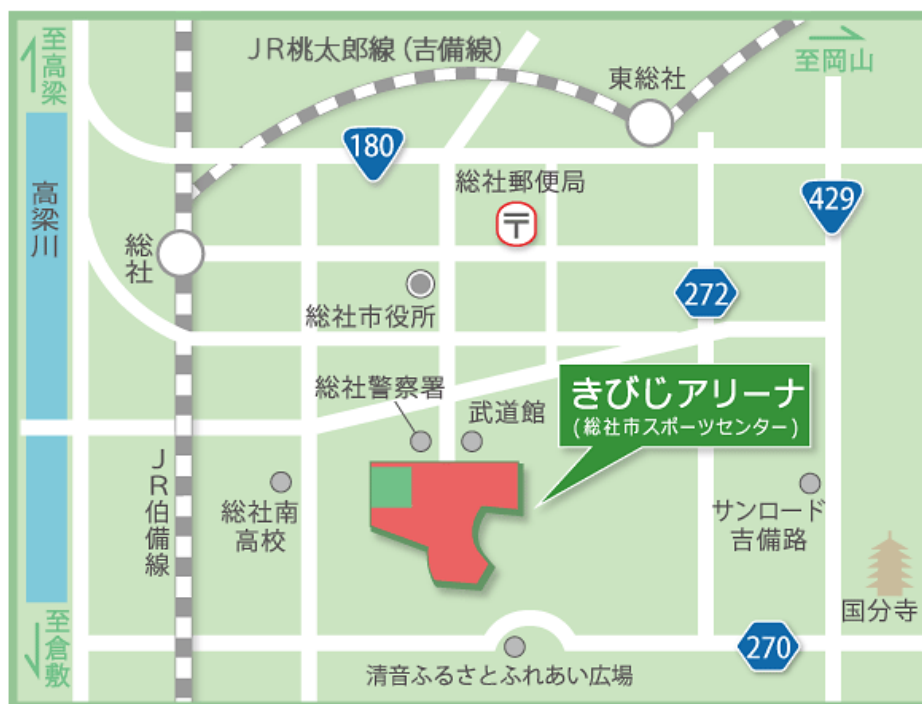 至高梁
JR桃太郎線(吉備線)
東総社
至岡山
180
総社郵便局
〒
429
高梁川
総社
272
総社市役所
きびじアリーナ
(総社市スポーツセンター)
総社警察署
武道館
JR伯備線
総社南
高校
サンロード
吉備路
国分寺
至倉敷
270
清音ふるさとふれあい広場